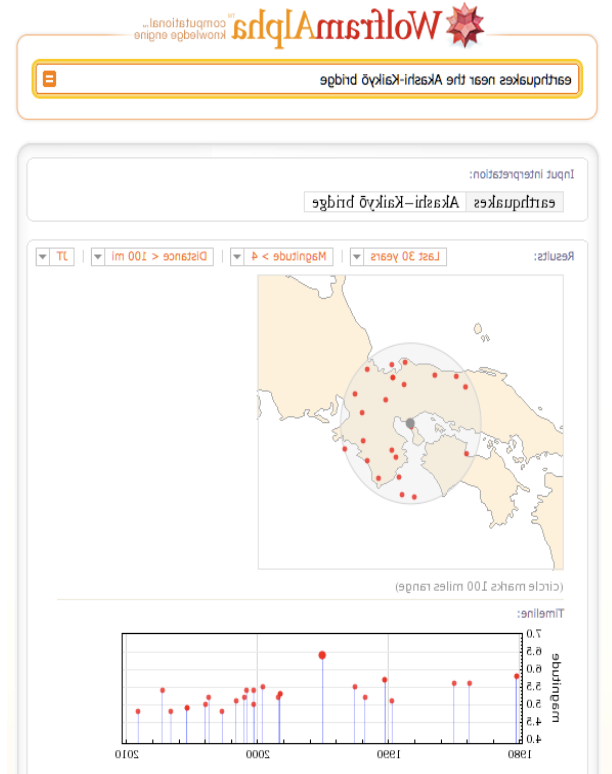 WolframAlpha™ computational...
knowledge engine
earthquakes near the Akashi-Kaikyō bridge
Input interpretation:
earthquakes Akashi-Kaikyō bridge
Results:
Last 30 years
Magnitude > 4
Distance < 100 mi
JT
(circle marks 100 miles range)
Timeline:
magnitude
7.0
6.5
6.0
5.5
5.0
4.5
4.0
1980 1990 2000 2010